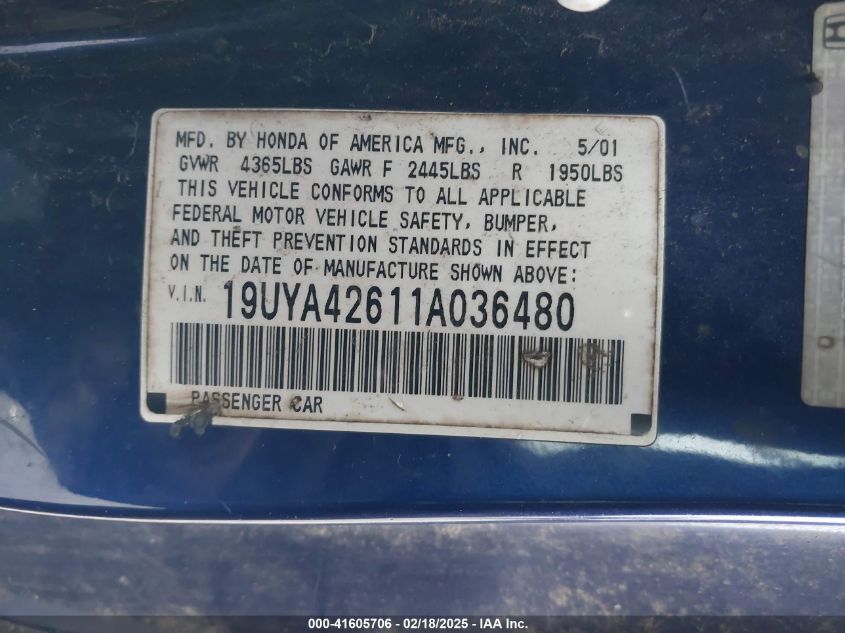 MFD. BY HONDA OF AMERICA MFG., INC. 5/01
GVWR 4365LBS GAWR F 2445LBS R 1950LBS
THIS VEHICLE CONFORMS TO ALL APPLICABLE
FEDERAL MOTOR VEHICLE SAFETY, BUMPER,
AND THEFT PREVENTION STANDARDS IN EFFECT
ON THE DATE OF MANUFACTURE SHOWN ABOVE:
V.I.N. 19UYA42611A036480
PASSENGER CAR
000-41605706 - 02/18/2025 - IAA Inc.